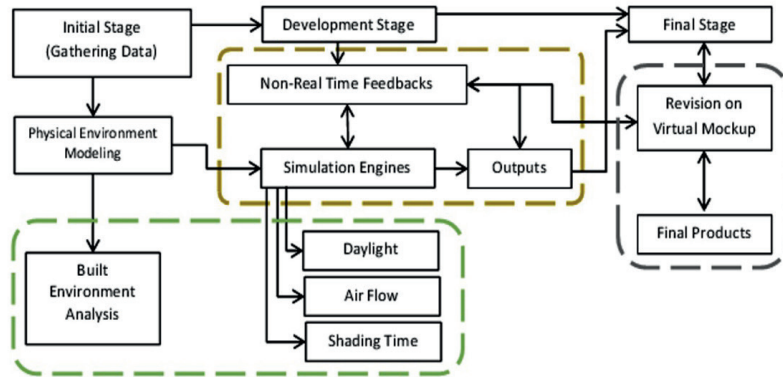 Initial Stage
(Gathering Data)
Development Stage
Final Stage
Non-Real Time Feedbacks
Revision on
Virtual Mockup
Physical Environment
Modeling
Simulation Engines
Outputs
Final Products
Built
Environment
Analysis
Daylight
Air Flow
Shading Time